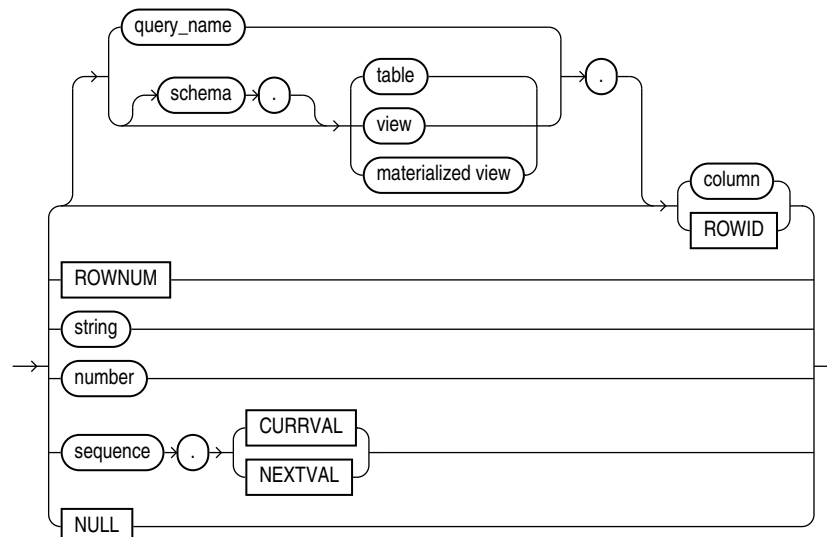 query_name
schema . table .
view
materialized view
column
ROWID
ROWNUM
string
number
sequence . CURRVAL
NEXTVAL
NULL